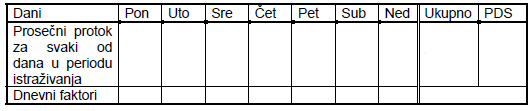 Dani Pon Uto Sre Čet Pet Sub Ned Ukupno PDS
Prosečni protok
za svaki od
dana u periodu
istraživanja
Dnevni faktori